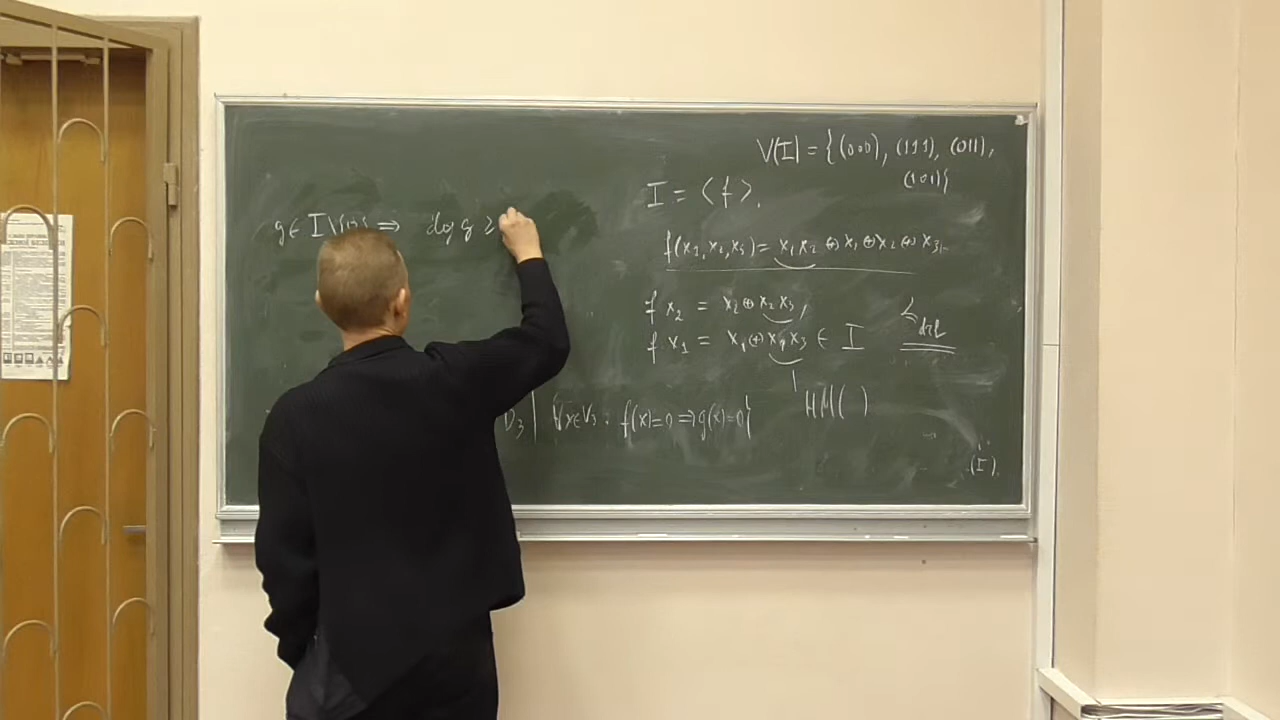 V(I) = {(000), (111), (011),
(101)}
I = ⟨f⟩.
g ∈ I \ {0} ⇒ deg g ≥
f(x₁, x₂, x₃) = x₁x₂ ⊕ x₁ ⊕ x₂ ⊕ x₃
f x₂ = x₂ ⊕ x₂x₃,
f x₁ = x₁ ⊕ x₁x₃ ∈ I
HM( )
| ∀x∈V₃ : f(x)=0 ⇒ g(x)=0}
(I).